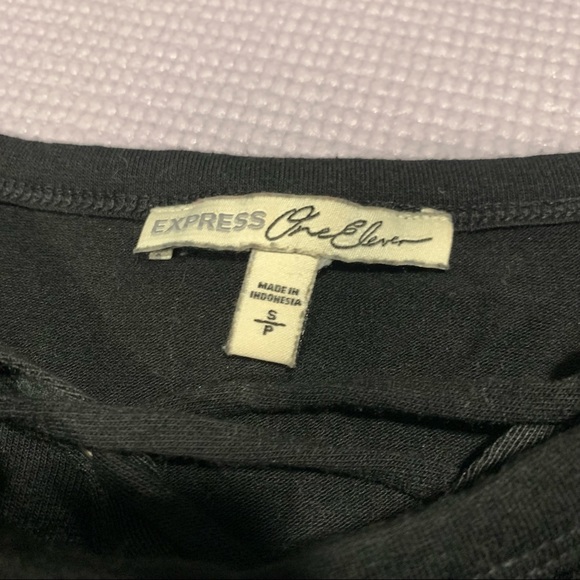 EXPRESS One Eleven
MADE IN
INDONESIA
S
P